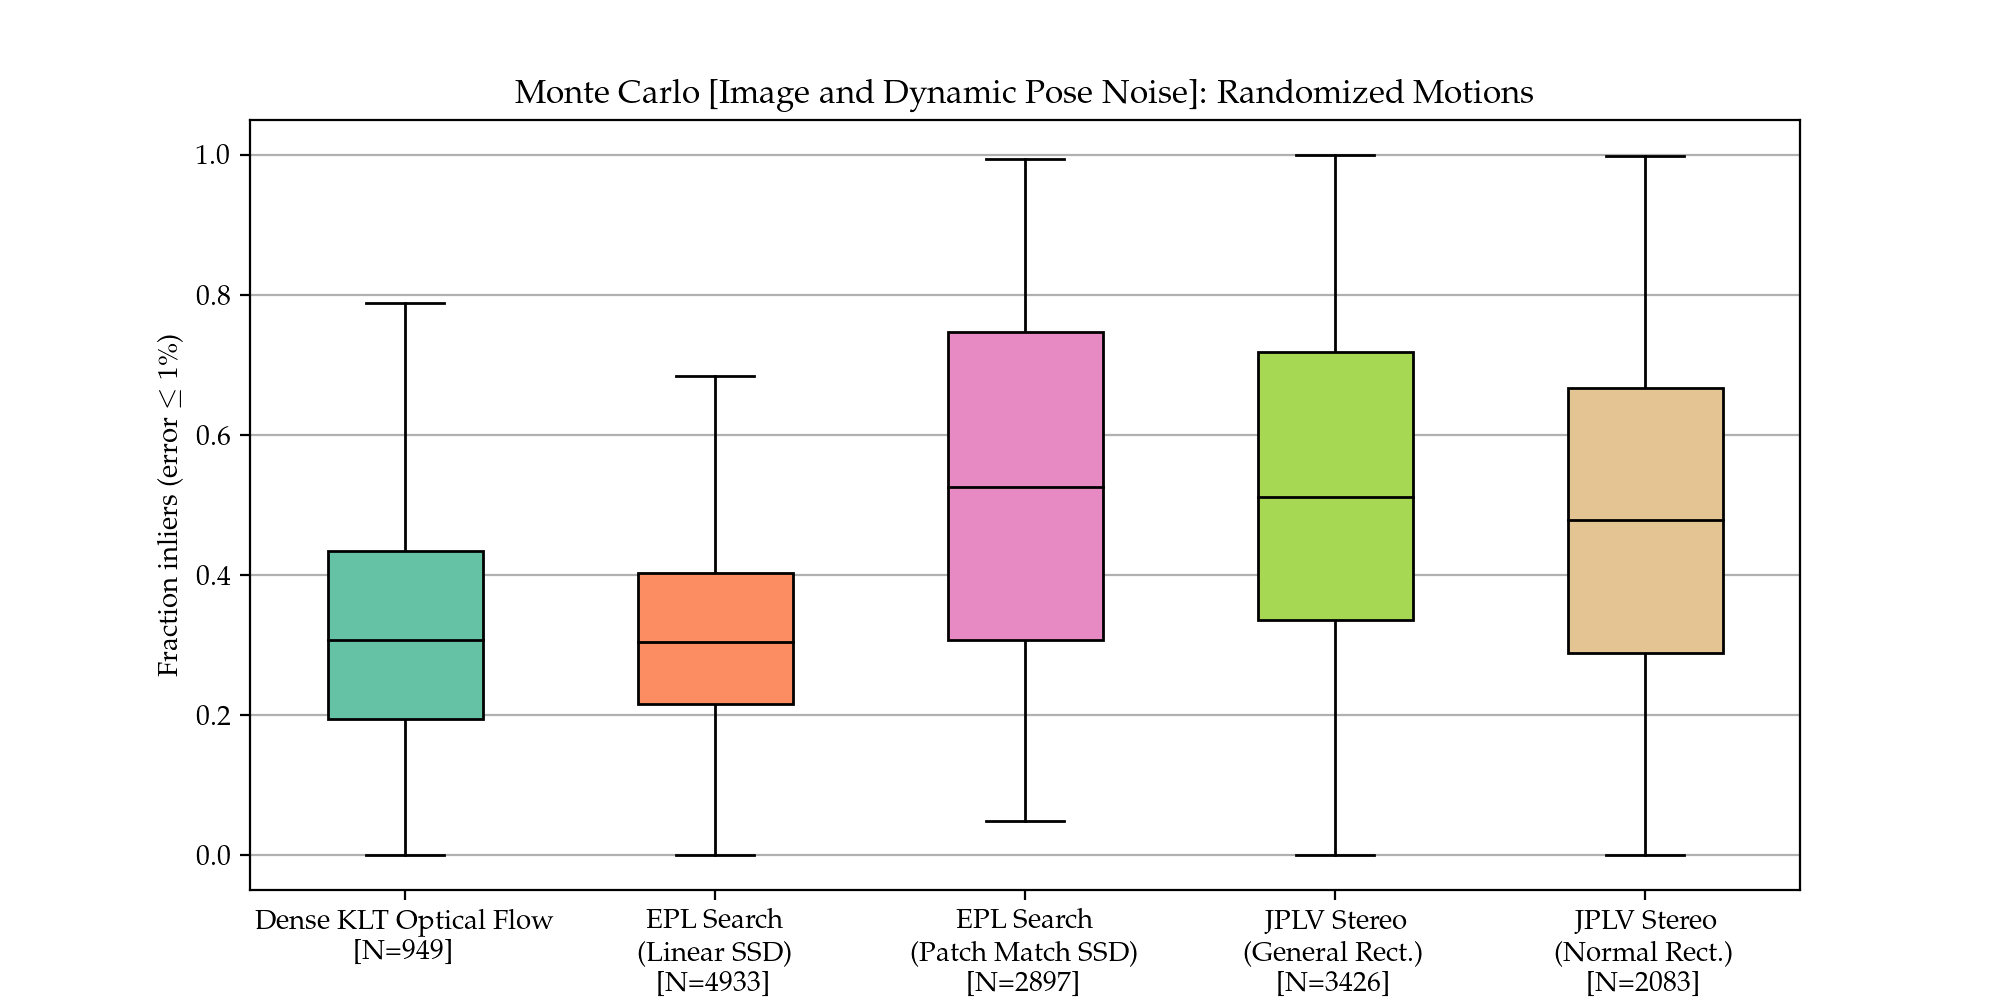 Monte Carlo [Image and Dynamic Pose Noise]: Randomized Motions
Fraction inliers (error ≤ 1%)
1.0
0.8
0.6
0.4
0.2
0.0
Dense KLT Optical Flow
[N=949]
EPL Search
(Linear SSD)
[N=4933]
EPL Search
(Patch Match SSD)
[N=2897]
JPLV Stereo
(General Rect.)
[N=3426]
JPLV Stereo
(Normal Rect.)
[N=2083]